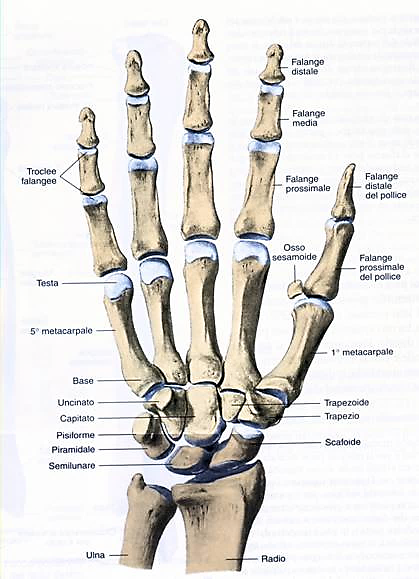 Falange
distale
Falange
media
Troclee
falangee
Falange
prossimale
Falange
distale
del pollice
Osso
sesamoide
Falange
prossimale
del pollice
Testa
5° metacarpale
1° metacarpale
Base
Uncinato
Trapezoide
Capitato
Trapezio
Pisiforme
Scafoide
Piramidale
Semilunare
Ulna
Radio